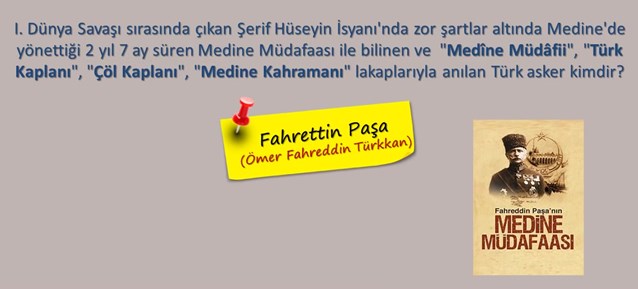 I. Dünya Savaşı sırasında çıkan Şerif Hüseyin İsyanı'nda zor şartlar altında Medine'de
yönettiği 2 yıl 7 ay süren Medine Müdafaası ile bilinen ve "Medîne Müdâfii", "Türk
Kaplanı", "Çöl Kaplanı", "Medine Kahramanı" lakaplarıyla anılan Türk asker kimdir?
Fahrettin Paşa
(Ömer Fahreddin Türkkan)
Fahreddin Paşa'nın
MEDİNE
MÜDAFAASI